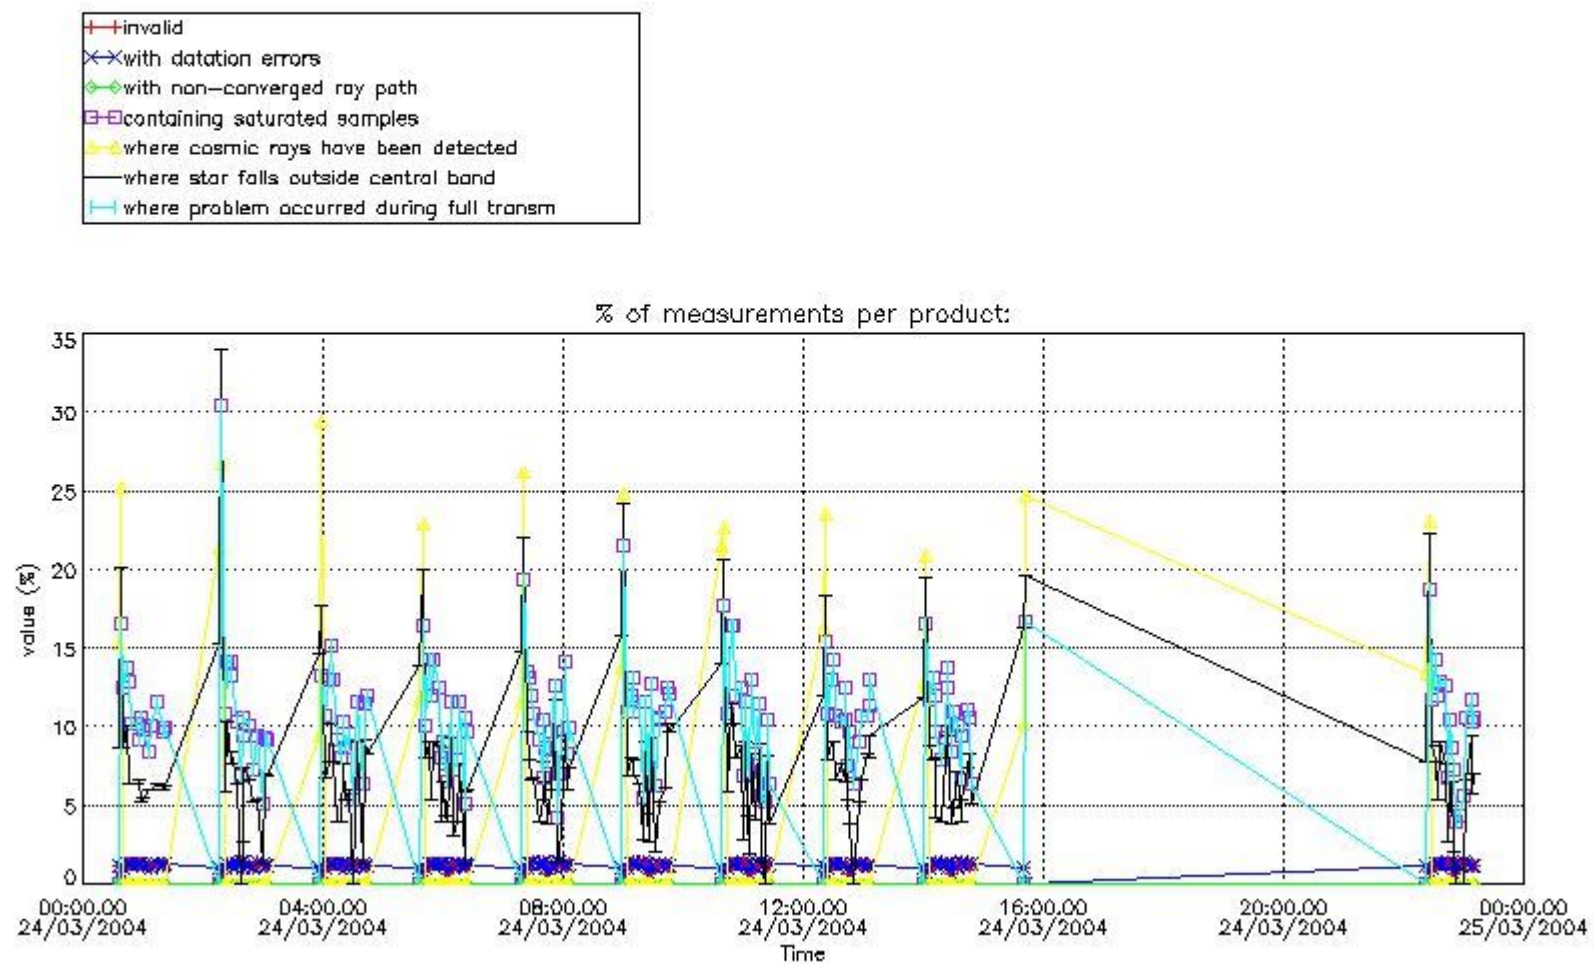 invalid
with datation errors
with non-converged ray path
containing saturated samples
where cosmic rays have been detected
where star falls outside central band
where problem occurred during full transm
% of measurements per product:
35
30
25
20
15
10
5
0
value (%)
00:00:00 04:00:00 08:00:00 12:00:00 16:00:00 20:00:00 00:00:00
24/03/2004 24/03/2004 24/03/2004 24/03/2004 24/03/2004 24/03/2004 25/03/2004
Time